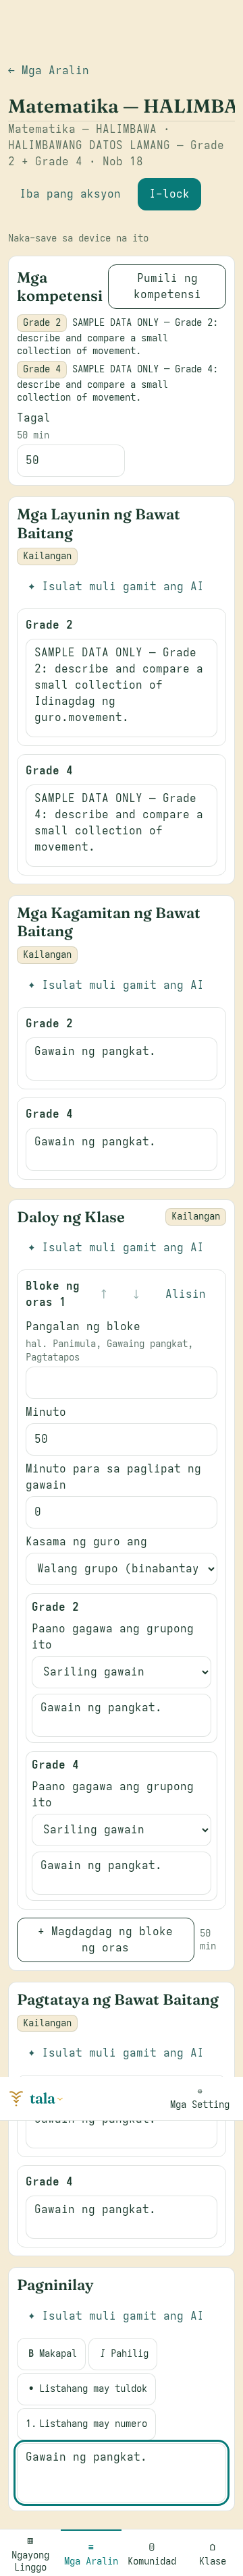 ← Mga Aralin
Matematika — HALIMBA
Matematika — HALIMBAWA ·
HALIMBAWANG DATOS LAMANG — Grade
2 + Grade 4 · Nob 18
Iba pang aksyon
I-lock
Naka-save sa device na ito
Mga
kompetensi
Pumili ng
kompetensi
Grade 2 SAMPLE DATA ONLY — Grade 2:
describe and compare a small
collection of movement.
Grade 4 SAMPLE DATA ONLY — Grade 4:
describe and compare a small
collection of movement.
Tagal
50 min
50
Mga Layunin ng Bawat
Baitang
Kailangan
✦ Isulat muli gamit ang AI
Grade 2
SAMPLE DATA ONLY — Grade
2: describe and compare a
small collection of
Idinagdag ng
guro.movement.
Grade 4
SAMPLE DATA ONLY — Grade
4: describe and compare a
small collection of
movement.
Mga Kagamitan ng Bawat
Baitang
Kailangan
✦ Isulat muli gamit ang AI
Grade 2
Gawain ng pangkat.
Grade 4
Gawain ng pangkat.
Daloy ng Klase
Kailangan
✦ Isulat muli gamit ang AI
Bloke ng
oras 1
↑ ↓ Alisin
Pangalan ng bloke
hal. Panimula, Gawaing pangkat,
Pagtatapos
Minuto
50
Minuto para sa paglipat ng
gawain
0
Kasama ng guro ang
Walang grupo (binabantay
Grade 2
Paano gagawa ang grupong
ito
Sariling gawain
Gawain ng pangkat.
Grade 4
Paano gagawa ang grupong
ito
Sariling gawain
Gawain ng pangkat.
+ Magdagdag ng bloke
ng oras
50
min
Pagtataya ng Bawat Baitang
Kailangan
✦ Isulat muli gamit ang AI
tala
Mga Setting
Gawain ng pangkat.
Grade 4
Gawain ng pangkat.
Pagninilay
✦ Isulat muli gamit ang AI
B Makapal
I Pahilig
• Listahang may tuldok
1. Listahang may numero
Gawain ng pangkat.
Ngayong
Linggo
Mga Aralin
Komunidad
Klase